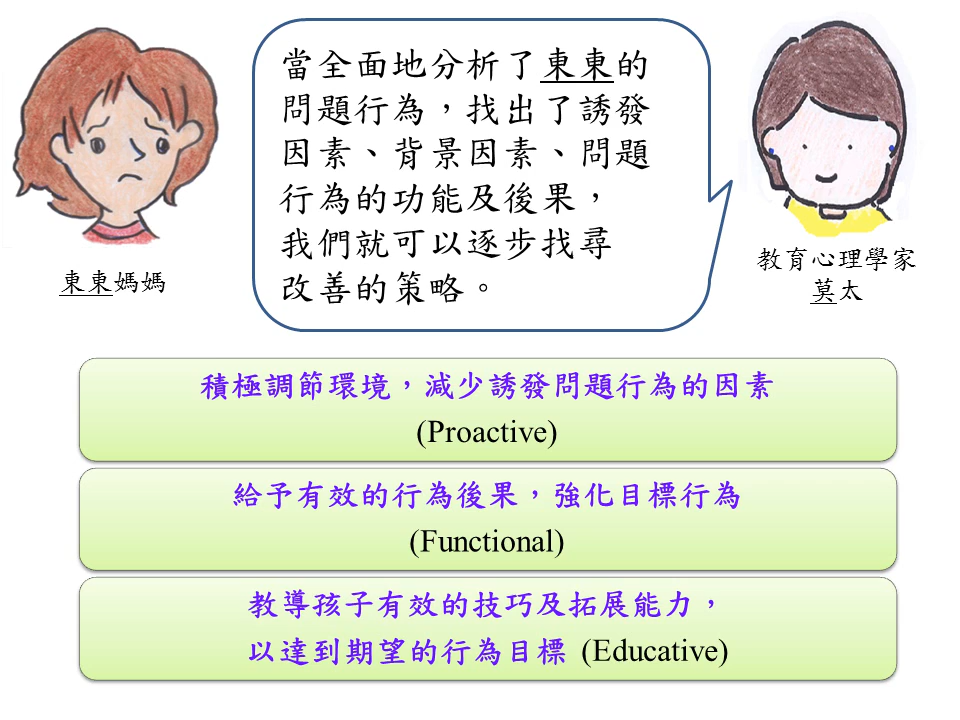 當全面地分析了東東的
問題行為，找出了誘發
因素、背景因素、問題
行為的功能及後果，
我們就可以逐步找尋
改善的策略。
東東媽媽
教育心理學家
莫太
積極調節環境，減少誘發問題行為的因素
(Proactive)
給予有效的行為後果，強化目標行為
(Functional)
教導孩子有效的技巧及拓展能力，
以達到期望的行為目標 (Educative)